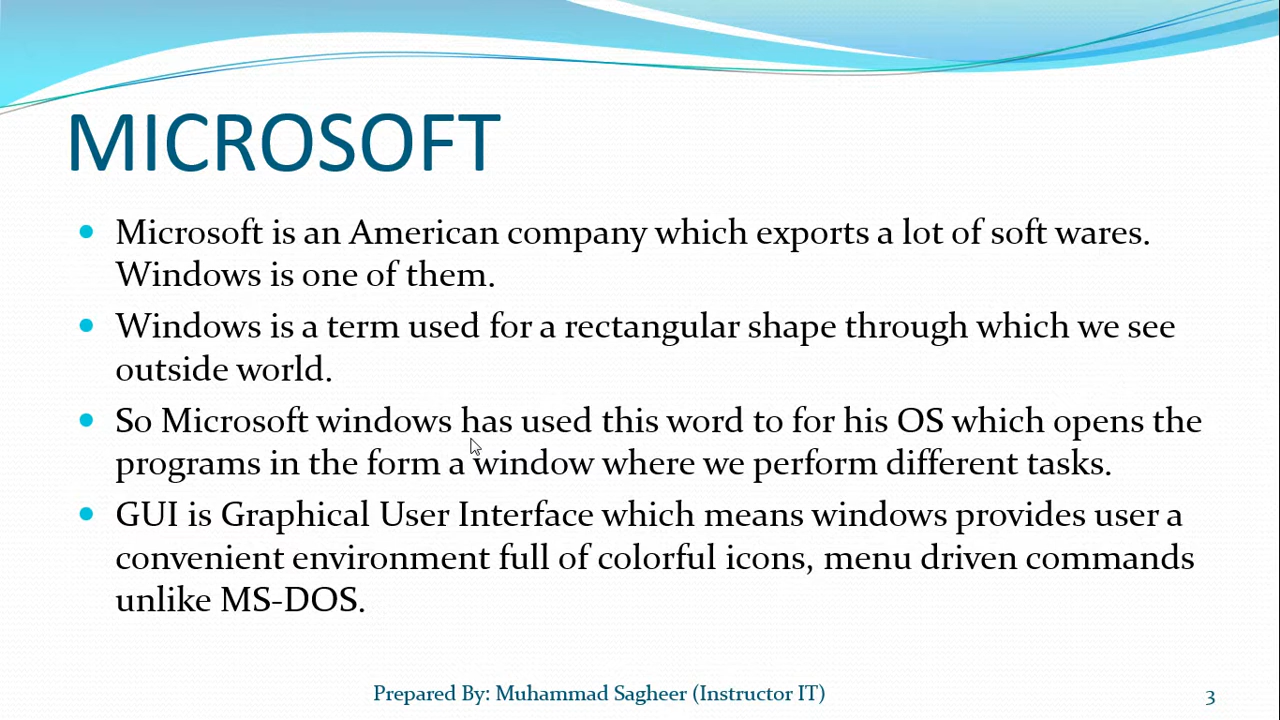 MICROSOFT
• Microsoft is an American company which exports a lot of soft wares.
Windows is one of them.
• Windows is a term used for a rectangular shape through which we see
outside world.
• So Microsoft windows has used this word to for his OS which opens the
programs in the form a window where we perform different tasks.
• GUI is Graphical User Interface which means windows provides user a
convenient environment full of colorful icons, menu driven commands
unlike MS-DOS.
Prepared By: Muhammad Sagheer (Instructor IT)
3